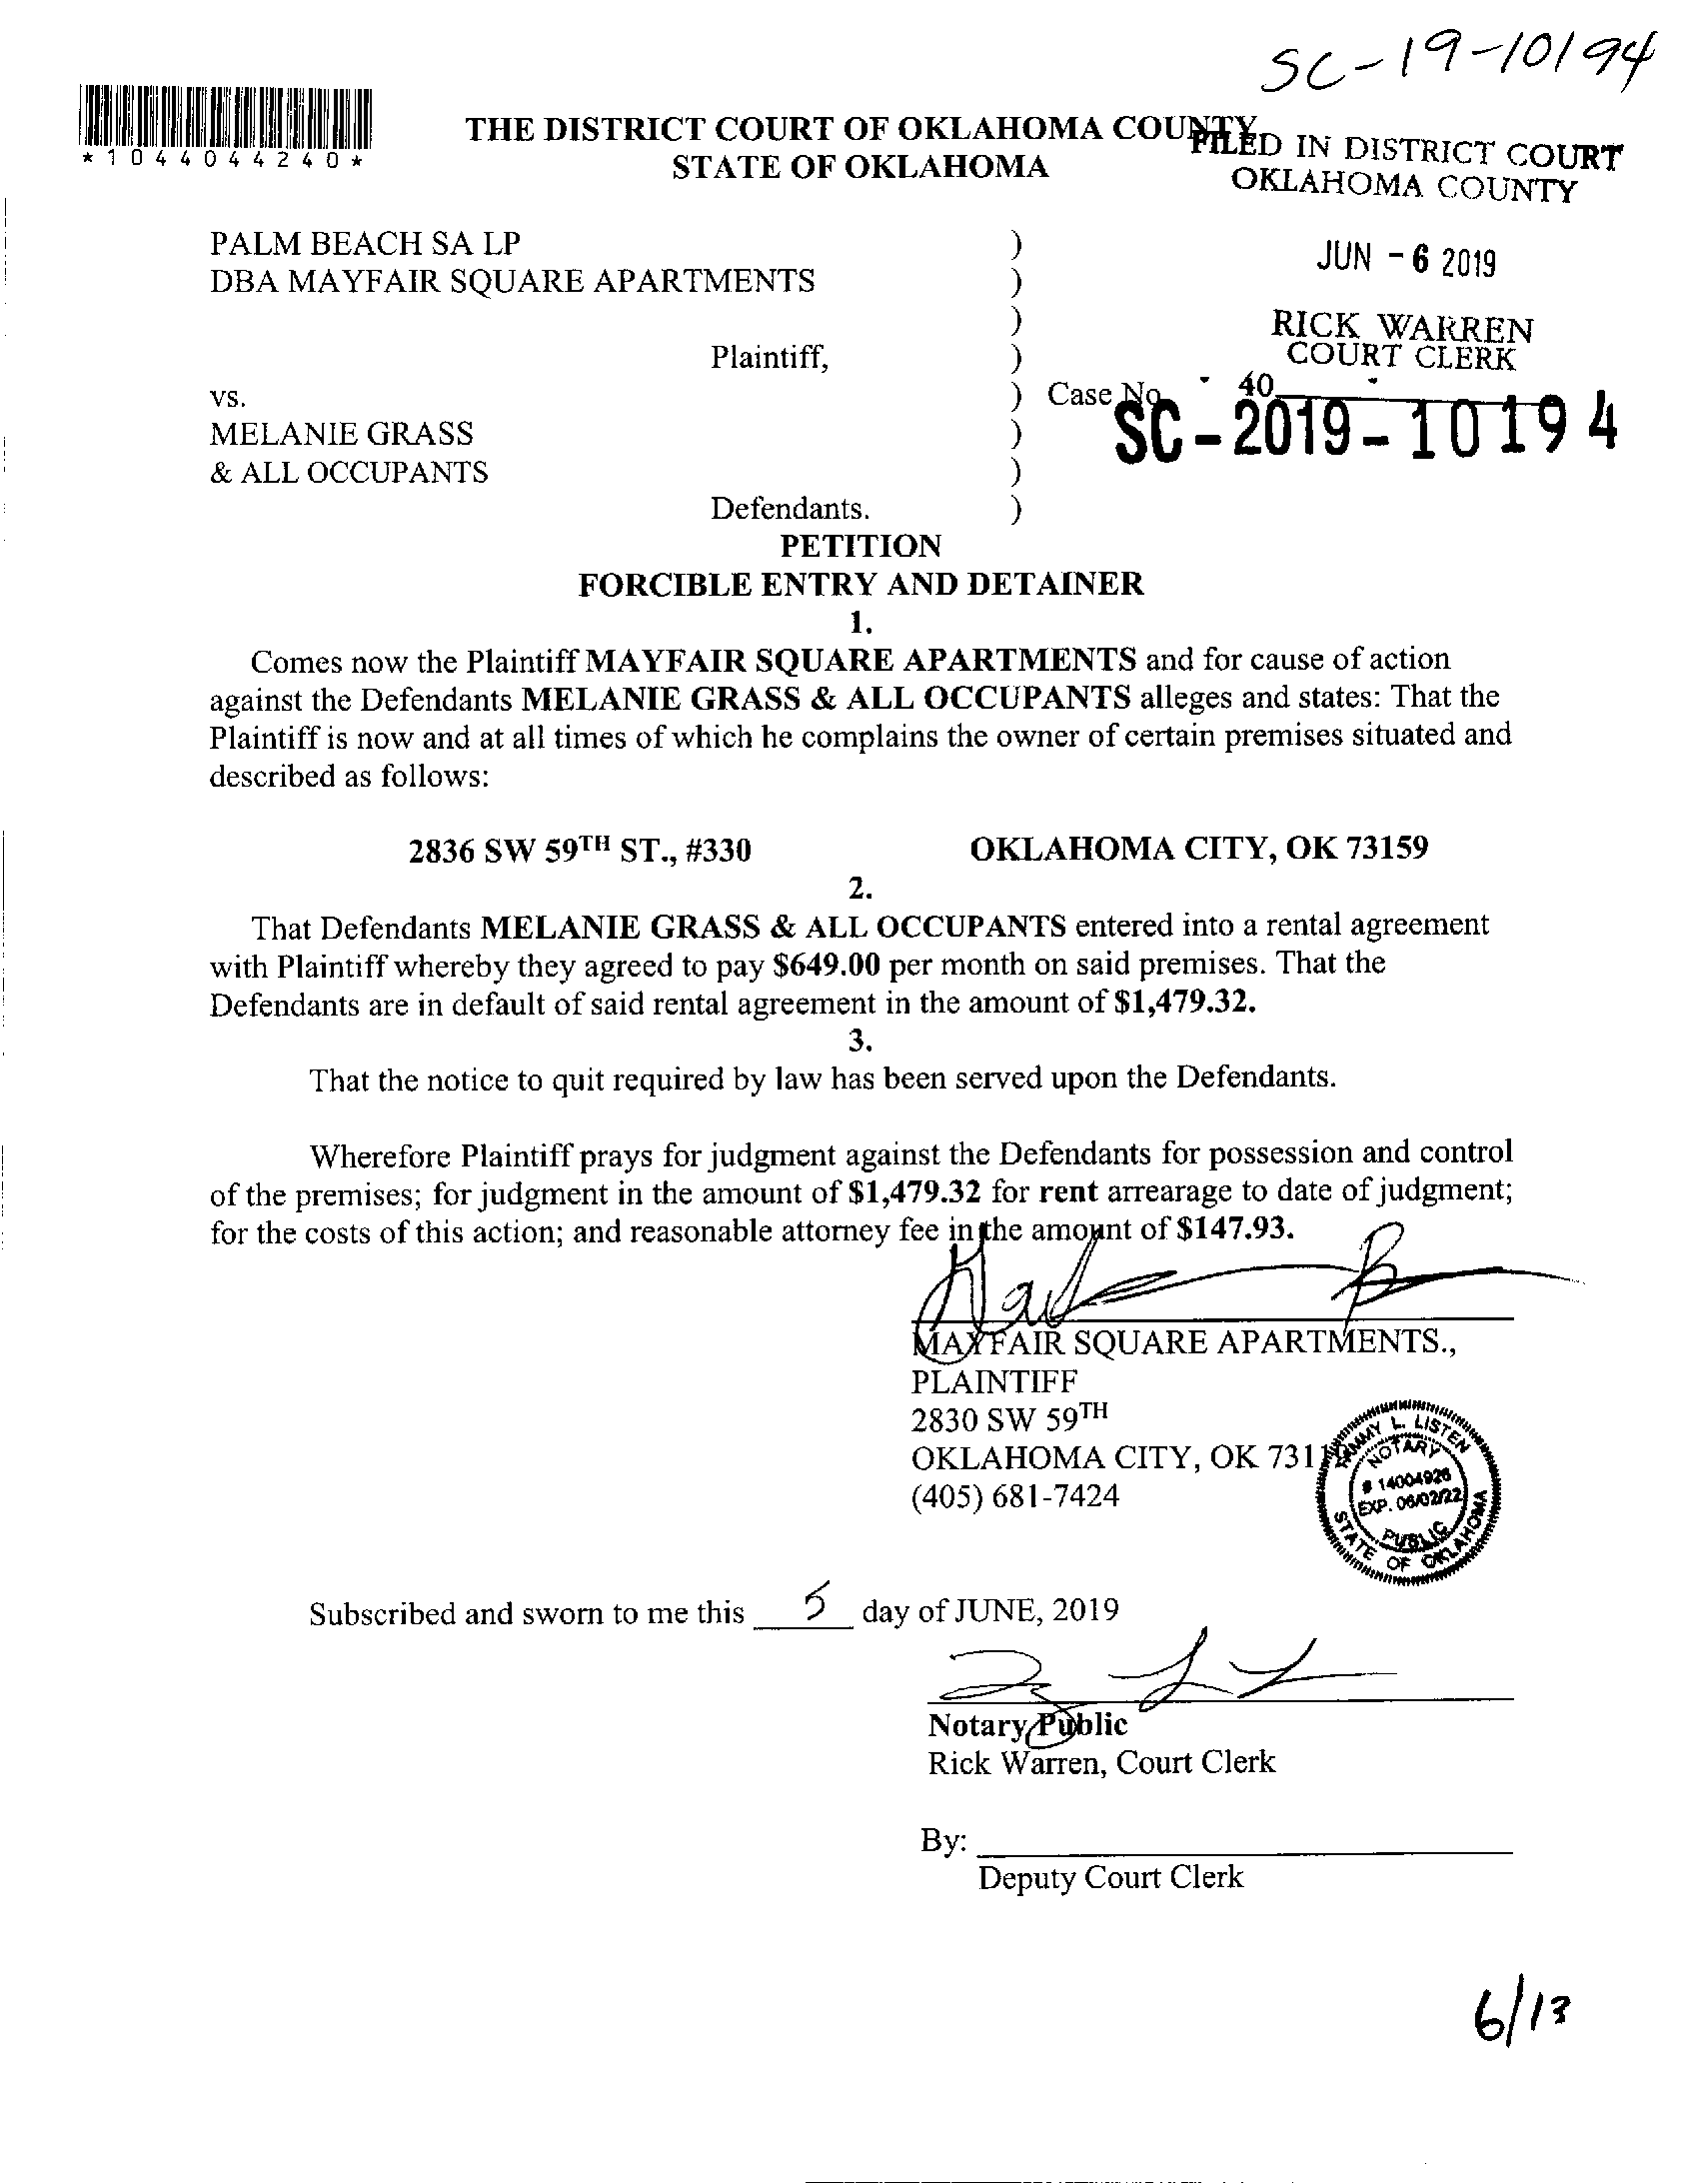 SC-19-10194
*1044044240*
THE DISTRICT COURT OF OKLAHOMA COUNTY
STATE OF OKLAHOMA
FILED IN DISTRICT COURT
OKLAHOMA COUNTY
JUN - 6 2019
RICK WARREN
COURT CLERK
40
PALM BEACH SA LP )
DBA MAYFAIR SQUARE APARTMENTS )
)
Plaintiff, )
vs. ) Case No.
SC-2019-10194
MELANIE GRASS )
& ALL OCCUPANTS )
Defendants. )
PETITION
FORCIBLE ENTRY AND DETAINER
1.
Comes now the Plaintiff MAYFAIR SQUARE APARTMENTS and for cause of action
against the Defendants MELANIE GRASS & ALL OCCUPANTS alleges and states: That the
Plaintiff is now and at all times of which he complains the owner of certain premises situated and
described as follows:
2836 SW 59TH ST., #330 OKLAHOMA CITY, OK 73159
2.
That Defendants MELANIE GRASS & ALL OCCUPANTS entered into a rental agreement
with Plaintiff whereby they agreed to pay $649.00 per month on said premises. That the
Defendants are in default of said rental agreement in the amount of $1,479.32.
3.
That the notice to quit required by law has been served upon the Defendants.
Wherefore Plaintiff prays for judgment against the Defendants for possession and control
of the premises; for judgment in the amount of $1,479.32 for rent arrearage to date of judgment;
for the costs of this action; and reasonable attorney fee in the amount of $147.93.
MAYFAIR SQUARE APARTMENTS.,
PLAINTIFF
2830 SW 59TH
OKLAHOMA CITY, OK 731
(405) 681-7424
L. LISTEN
NOTARY
# 14004926
EXP. 06/02/22
PUBLIC
STATE OF OKLAHOMA
Subscribed and sworn to me this 5 day of JUNE, 2019
Notary Public
Rick Warren, Court Clerk
By:
Deputy Court Clerk
6/13